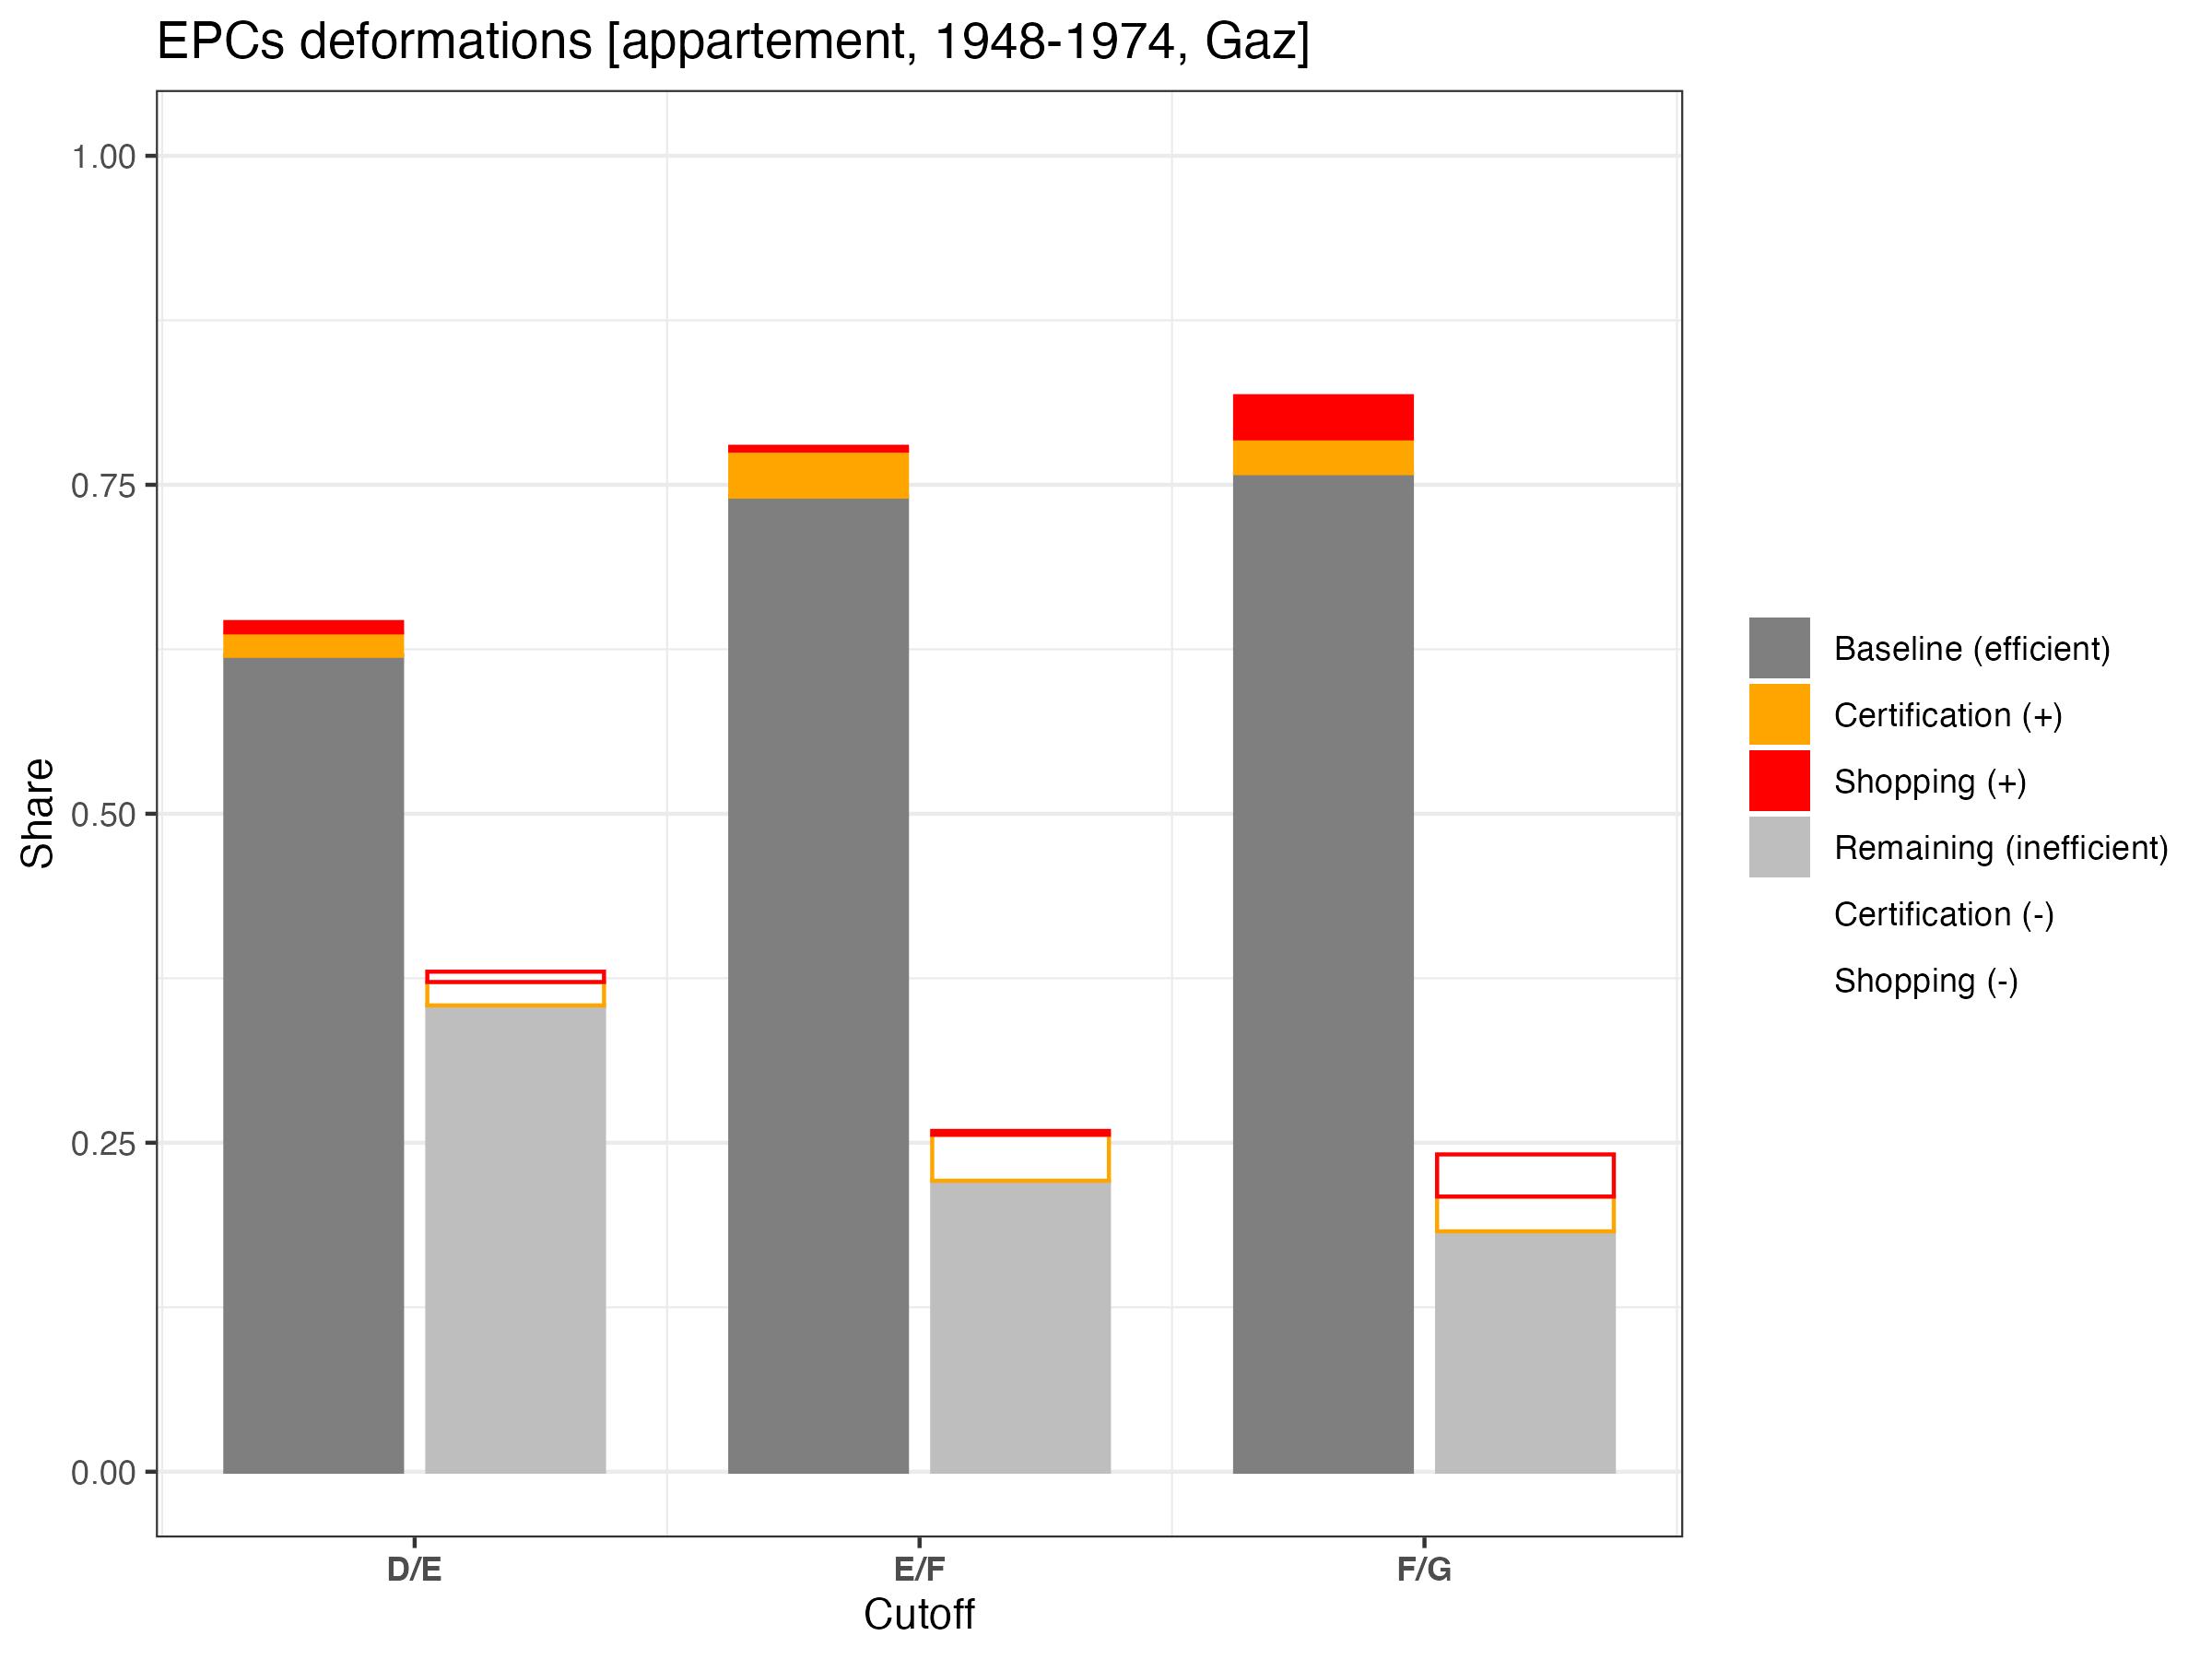 EPCs deformations [appartement, 1948-1974, Gaz]
1.00
0.75
0.50
0.25
0.00
Share
D/E
E/F
F/G
Cutoff
Baseline (efficient)
Certification (+)
Shopping (+)
Remaining (inefficient)
Certification (-)
Shopping (-)